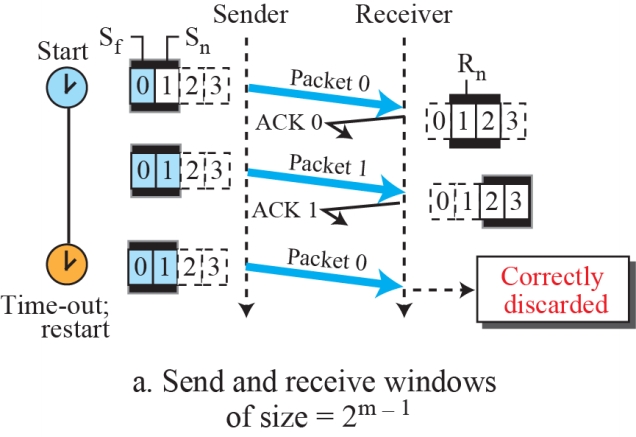 Sender Receiver
Start S_f S_n
0 1 2 3
Packet 0
R_n
ACK 0
0 1 2 3
0 1 2 3
Packet 1
ACK 1
0 1 2 3
0 1 2 3
Packet 0
Correctly
discarded
Time-out;
restart
a. Send and receive windows
of size = 2^{m – 1}